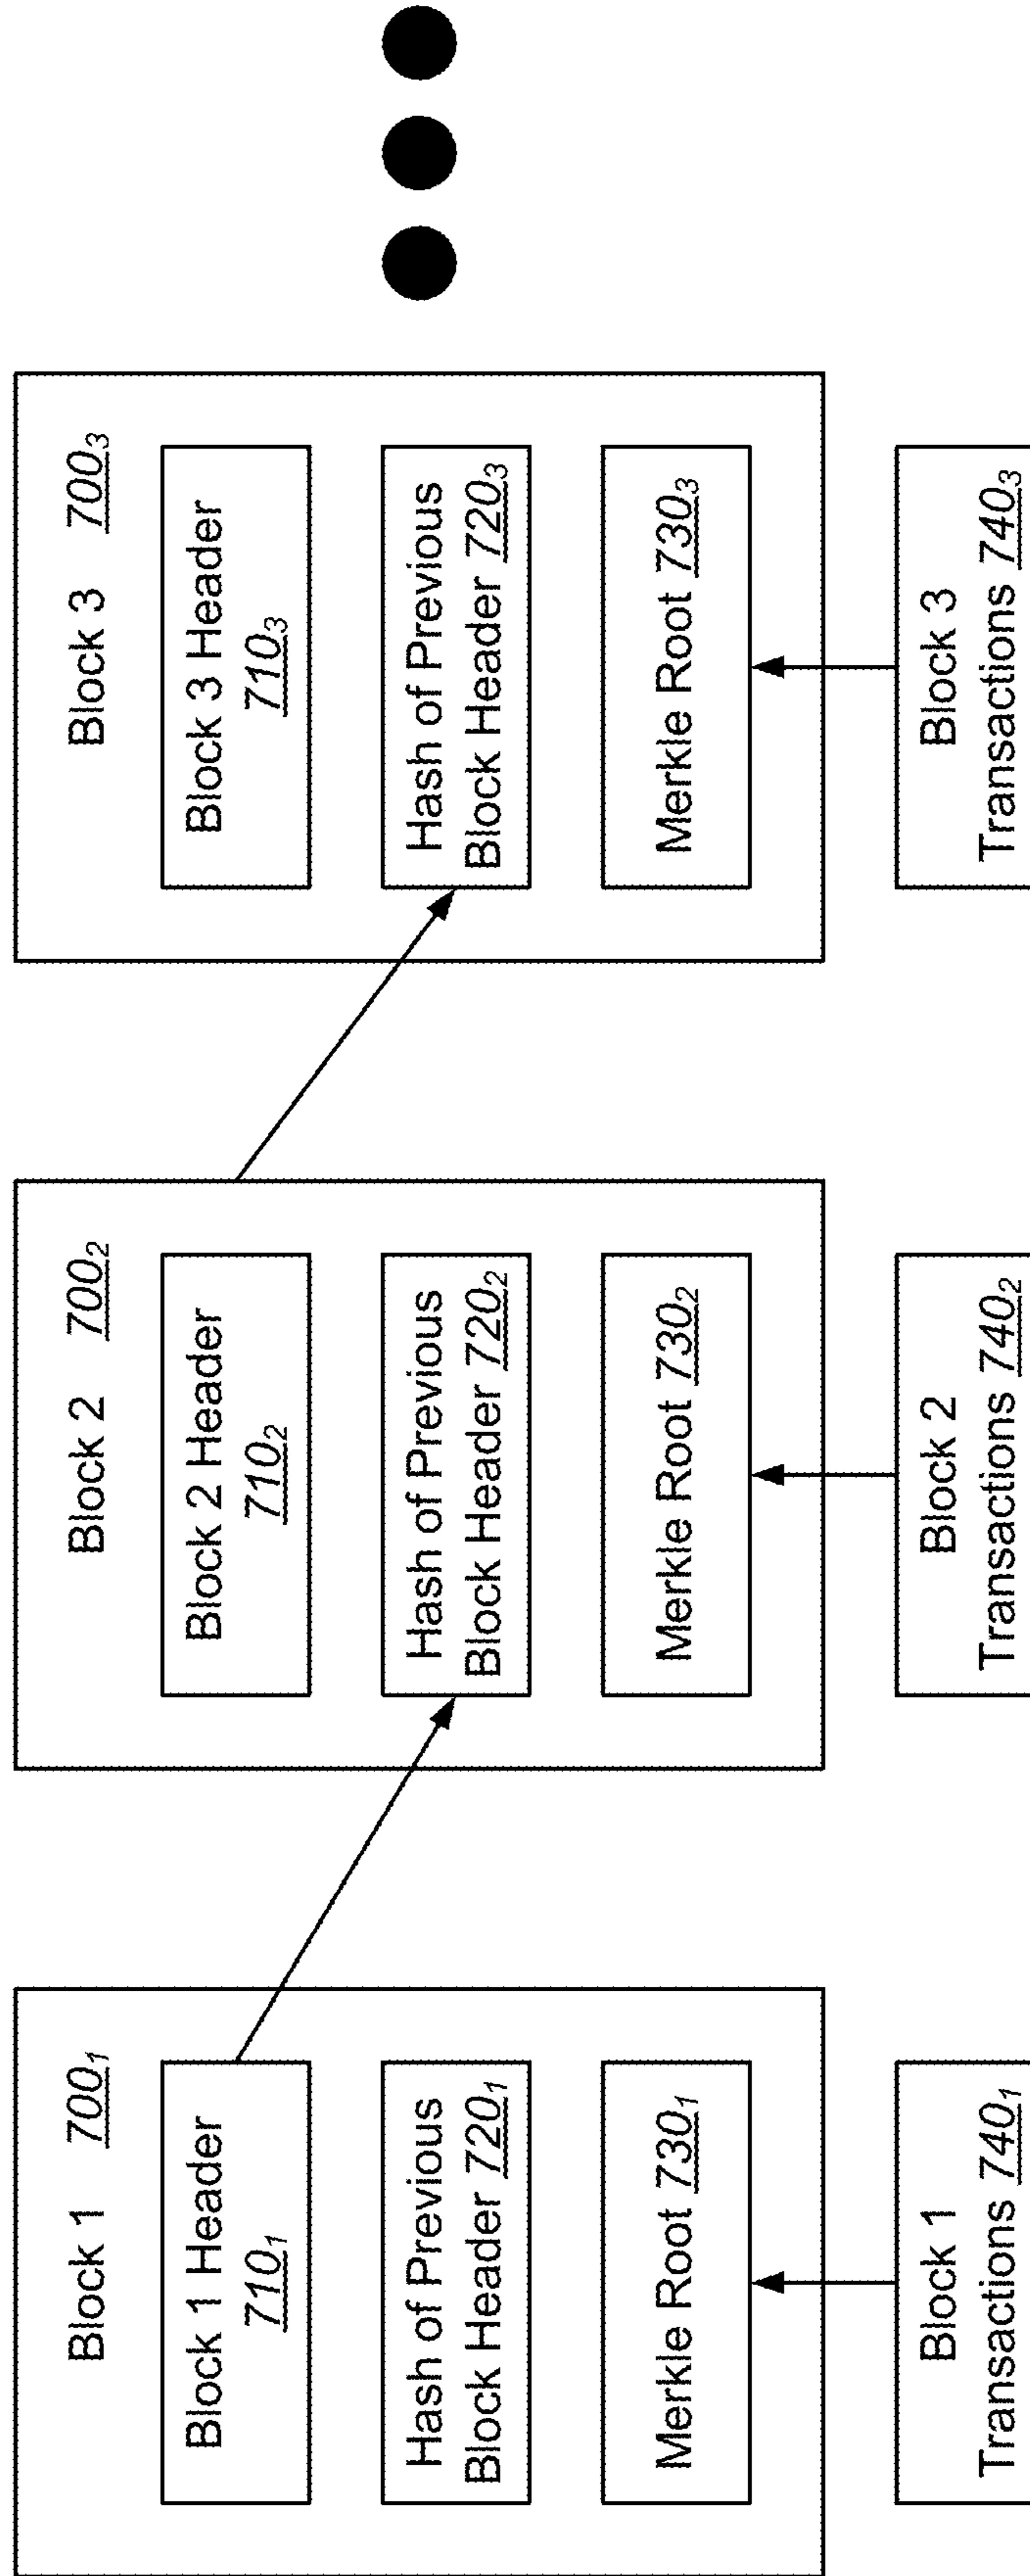 Block 1 700₁
Block 1 Header
710₁
Hash of Previous
Block Header 720₁
Merkle Root 730₁
Block 1
Transactions 740₁
Block 2 700₂
Block 2 Header
710₂
Hash of Previous
Block Header 720₂
Merkle Root 730₂
Block 2
Transactions 740₂
Block 3 700₃
Block 3 Header
710₃
Hash of Previous
Block Header 720₃
Merkle Root 730₃
Block 3
Transactions 740₃